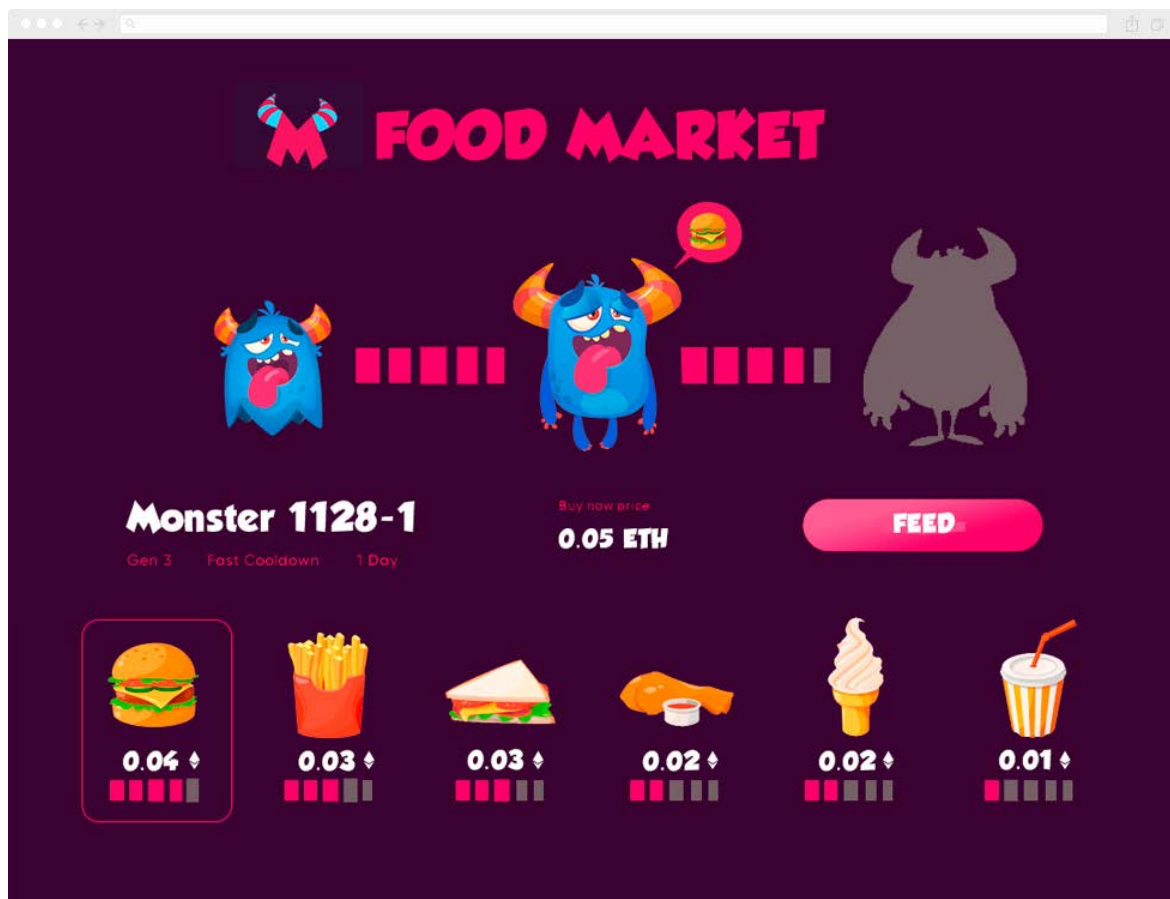 M FOOD MARKET
Monster 1128-1
Gen 3 Fast Cooldown 1 Day
Buy now price
0.05 ETH
FEED
0.04
0.03
0.03
0.02
0.02
0.01